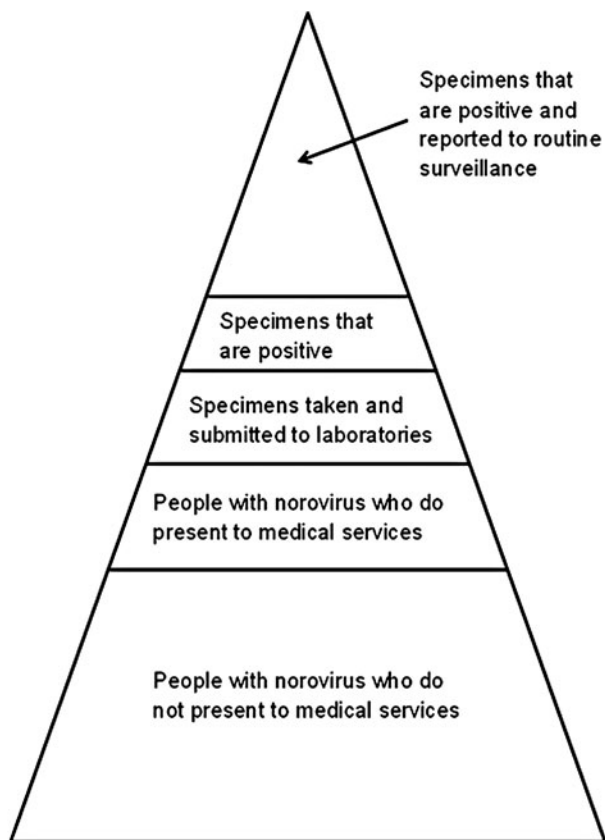 Specimens that
are positive and
reported to routine
surveillance
Specimens that
are positive
Specimens taken and
submitted to laboratories
People with norovirus who do
present to medical services
People with norovirus who do
not present to medical services